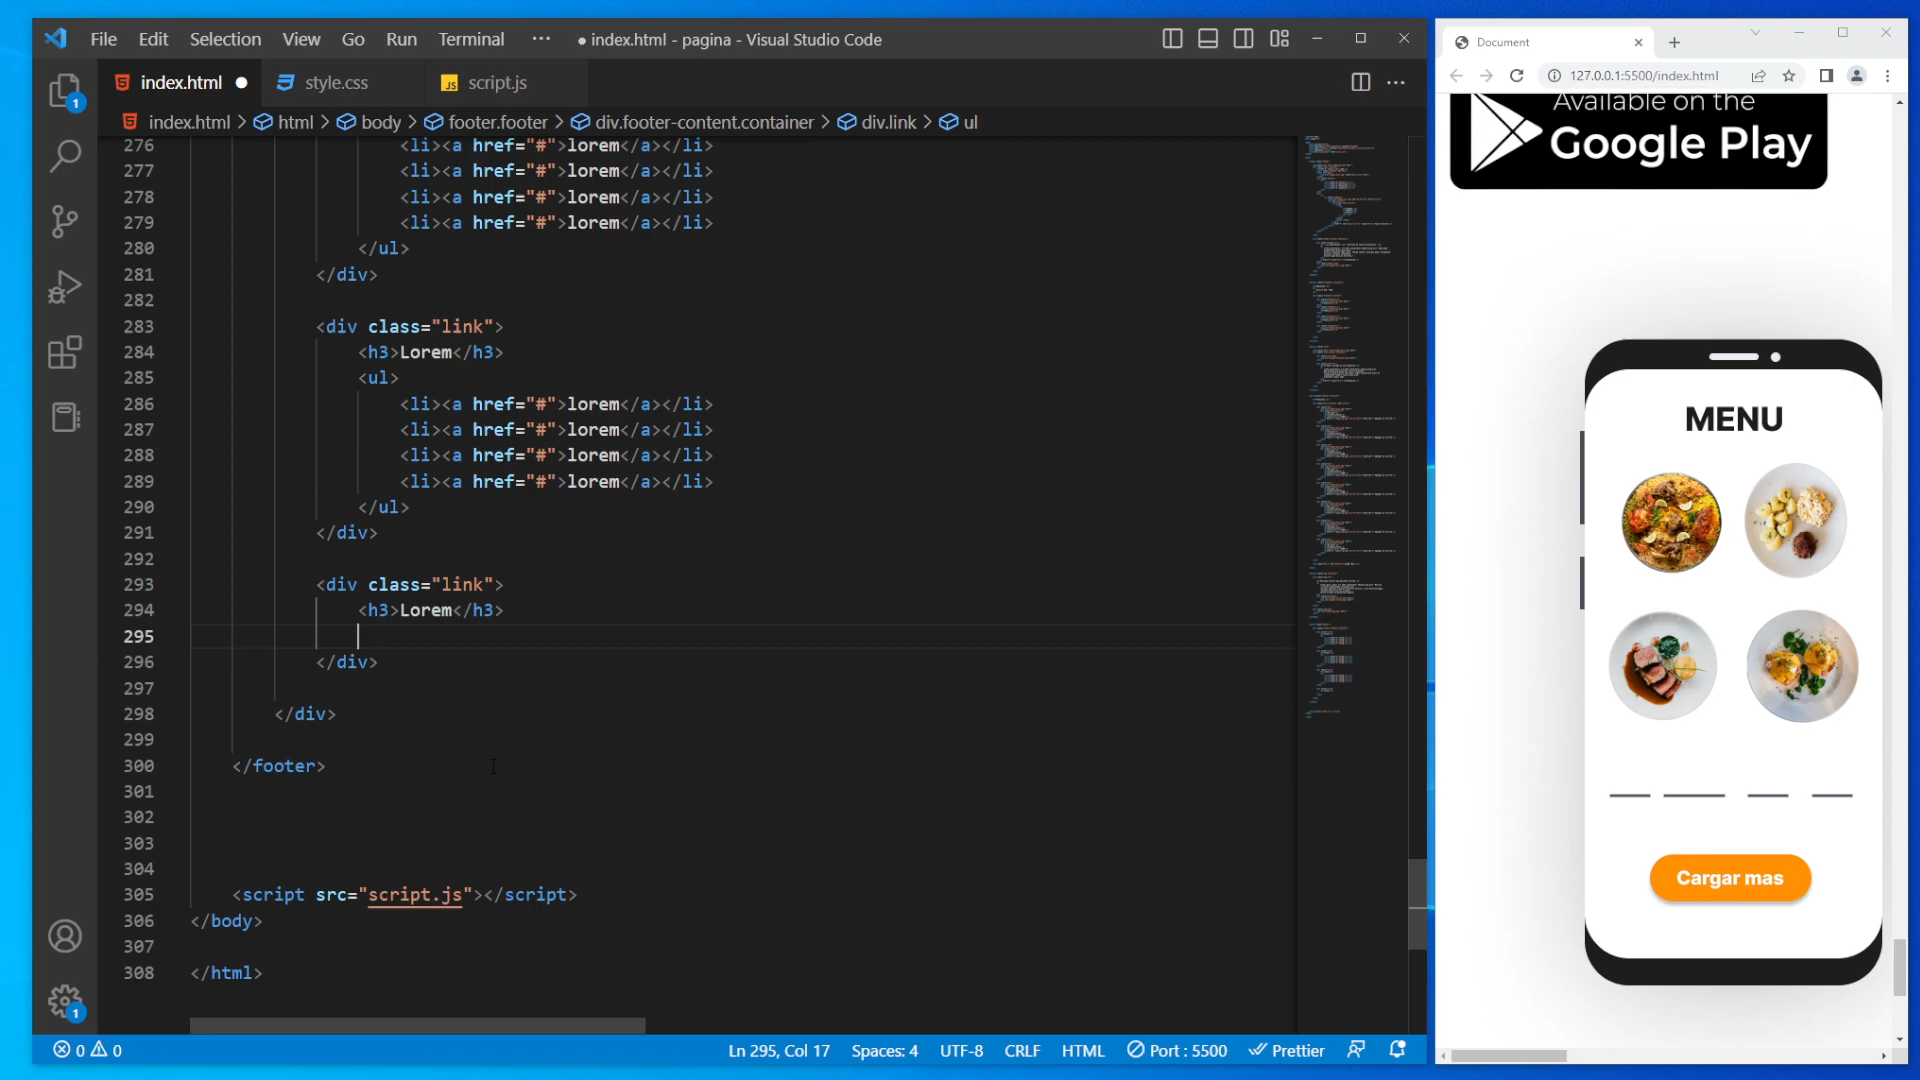 File Edit Selection View Go Run Terminal ··· ● index.html - pagina - Visual Studio Code
index.html ● style.css JS script.js
index.html > html > body > footer.footer > div.footer-content.container > div.link > ul
276 <li><a href="#">lorem</a></li>
277 <li><a href="#">lorem</a></li>
278 <li><a href="#">lorem</a></li>
279 <li><a href="#">lorem</a></li>
280 </ul>
281 </div>
282
283 <div class="link">
284 <h3>Lorem</h3>
285 <ul>
286 <li><a href="#">lorem</a></li>
287 <li><a href="#">lorem</a></li>
288 <li><a href="#">lorem</a></li>
289 <li><a href="#">lorem</a></li>
290 </ul>
291 </div>
292
293 <div class="link">
294 <h3>Lorem</h3>
295
296 </div>
297
298 </div>
299
300 </footer>
301
302
303
304
305 <script src="script.js"></script>
306 </body>
307
308 </html>
1
1
0 0
Ln 295, Col 17 Spaces: 4 UTF-8 CRLF HTML Port : 5500 Prettier
Document
127.0.0.1:5500/index.html
Available on the
Google Play
MENU
Cargar mas